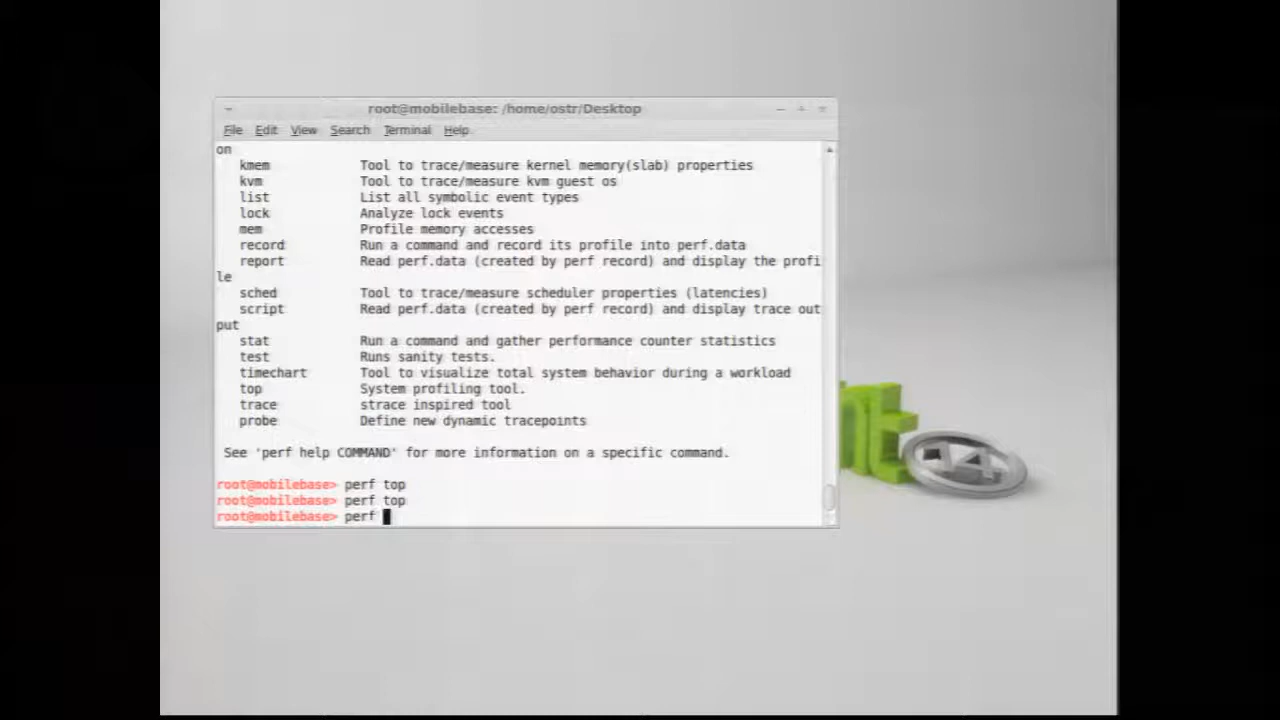 root@mobilebase: /home/ostr/Desktop
File Edit View Search Terminal Help
on
kmem Tool to trace/measure kernel memory(slab) properties
kvm Tool to trace/measure kvm guest os
list List all symbolic event types
lock Analyze lock events
mem Profile memory accesses
record Run a command and record its profile into perf.data
report Read perf.data (created by perf record) and display the profi
le
sched Tool to trace/measure scheduler properties (latencies)
script Read perf.data (created by perf record) and display trace out
put
stat Run a command and gather performance counter statistics
test Runs sanity tests.
timechart Tool to visualize total system behavior during a workload
top System profiling tool.
trace strace inspired tool
probe Define new dynamic tracepoints
See 'perf help COMMAND' for more information on a specific command.
root@mobilebase> perf top
root@mobilebase> perf top
root@mobilebase> perf
14